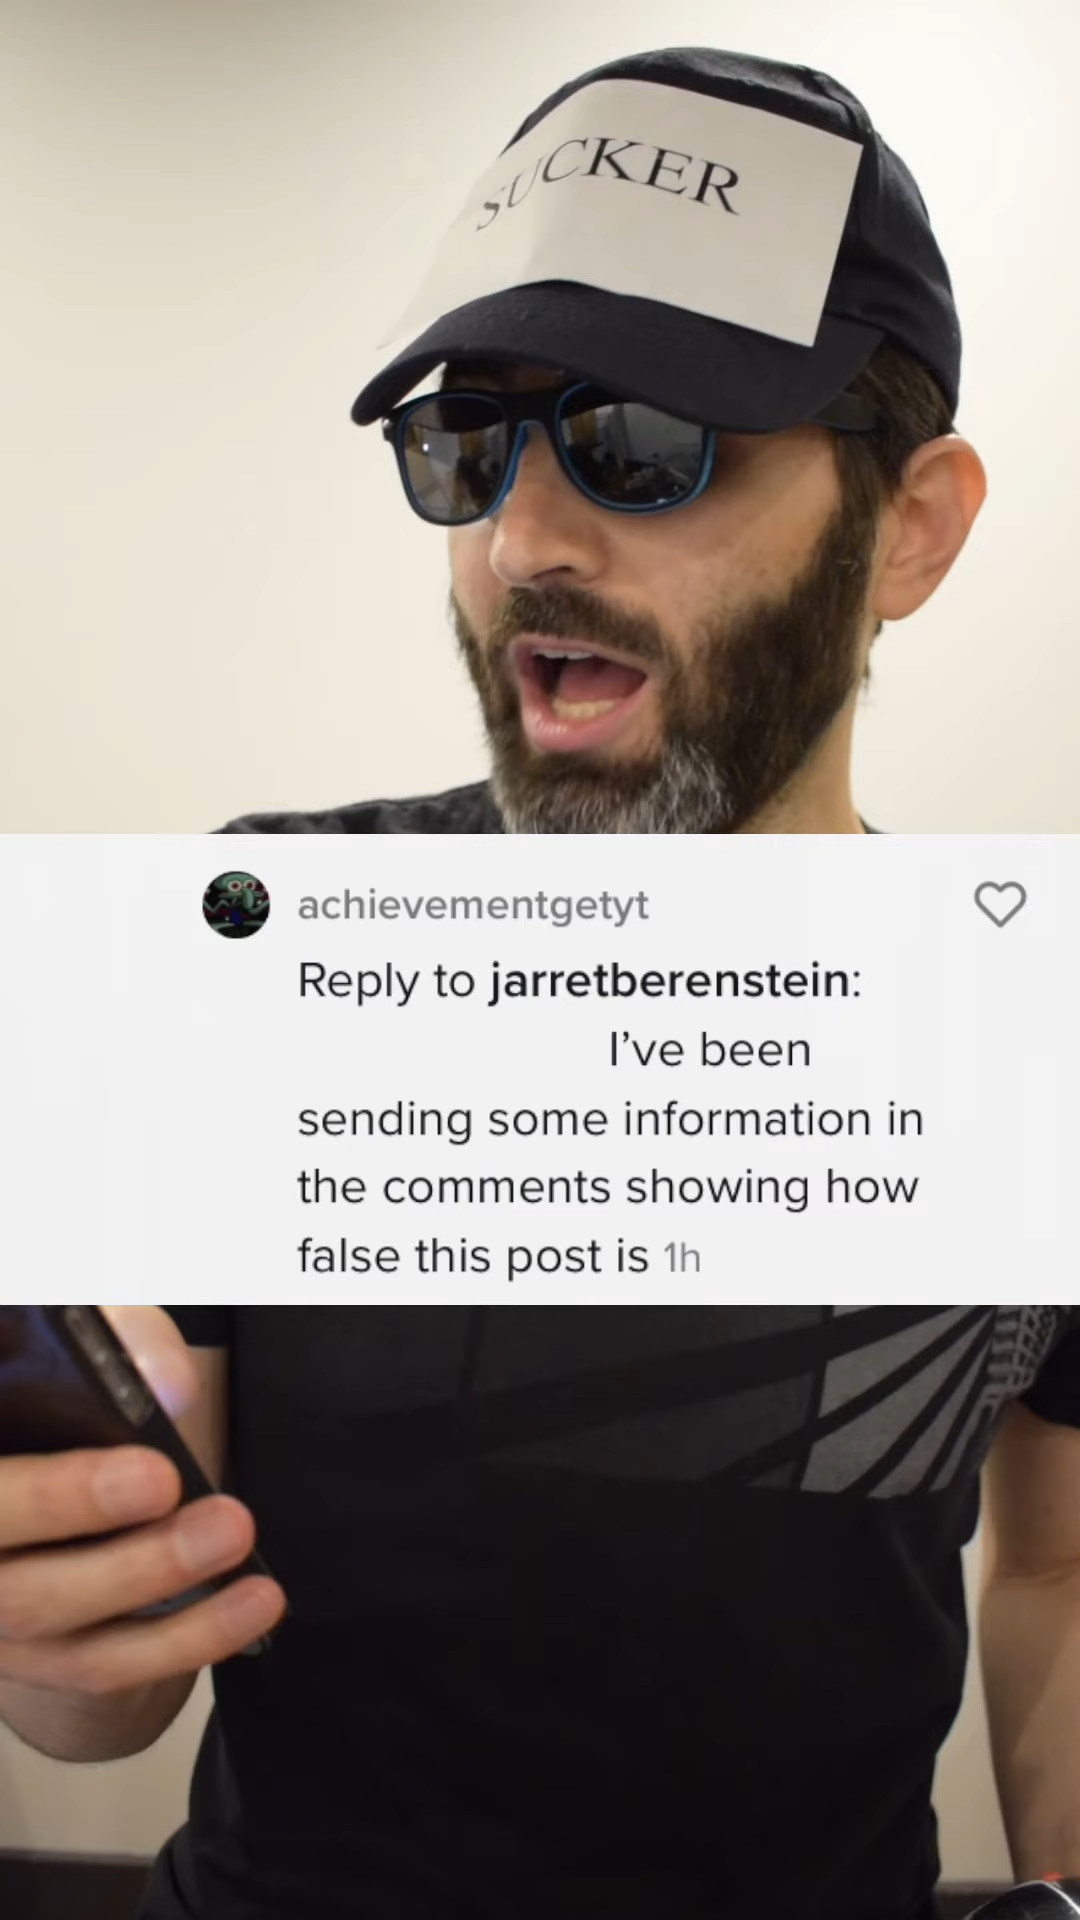 SUCKER
achievementgetyt
Reply to jarretberenstein:
I've been
sending some information in
the comments showing how
false this post is 1h